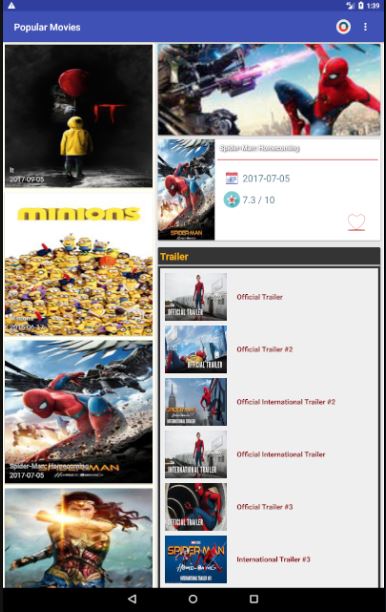 1:39
Popular Movies
IT
It
2017-09-05
minions
Minions
Spider-Man: Homecoming
2017-07-05
Spider-Man: Homecoming
2017-07-05
7.3 / 10
SPIDER-MAN
Trailer
OFFICIAL TRAILER
Official Trailer
OFFICIAL TRAILER
Official Trailer #2
INTERNATIONAL TRAILER
Official International Trailer #2
INTERNATIONAL TRAILER
Official International Trailer
OFFICIAL TRAILER
Official Trailer #3
SPIDER-MAN
INTERNATIONAL TRAILER #3
International Trailer #3